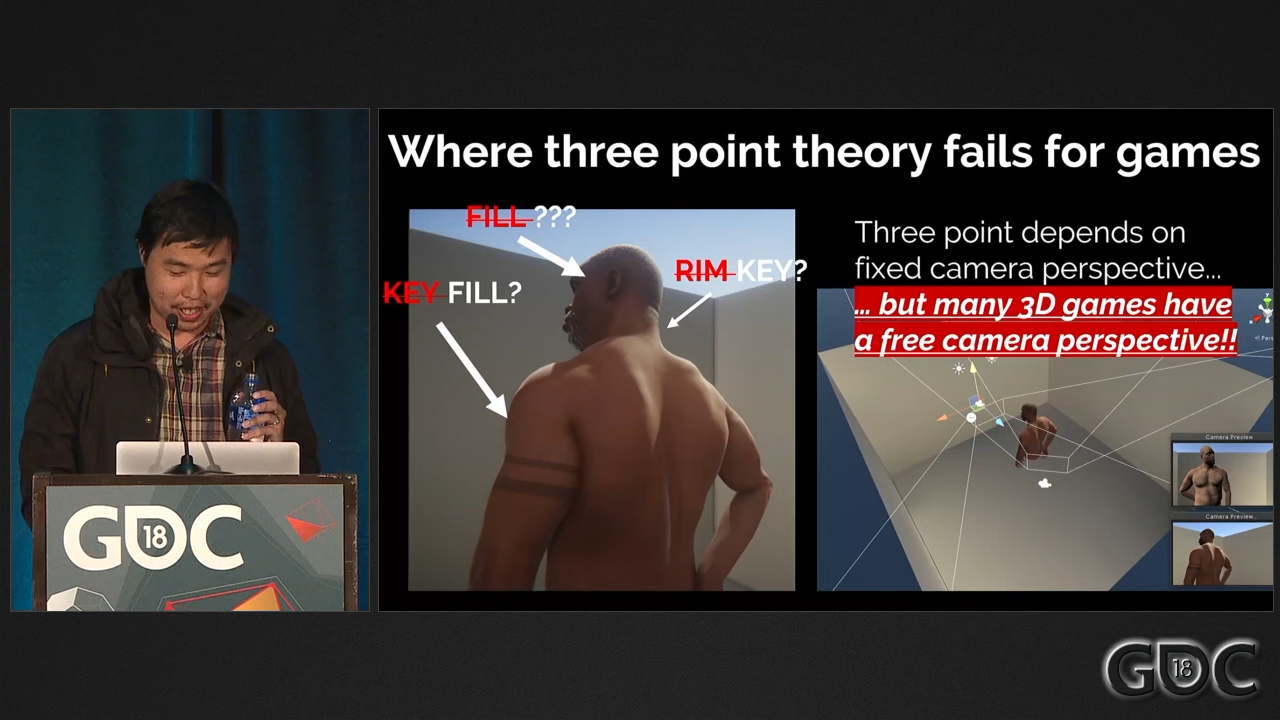 Where three point theory fails for games
FILL ???
RIM KEY?
KEY FILL?
Three point depends on
fixed camera perspective...
... but many 3D games have
a free camera perspective!!
Camera Preview
Camera Preview
GDC
18
GDC
18